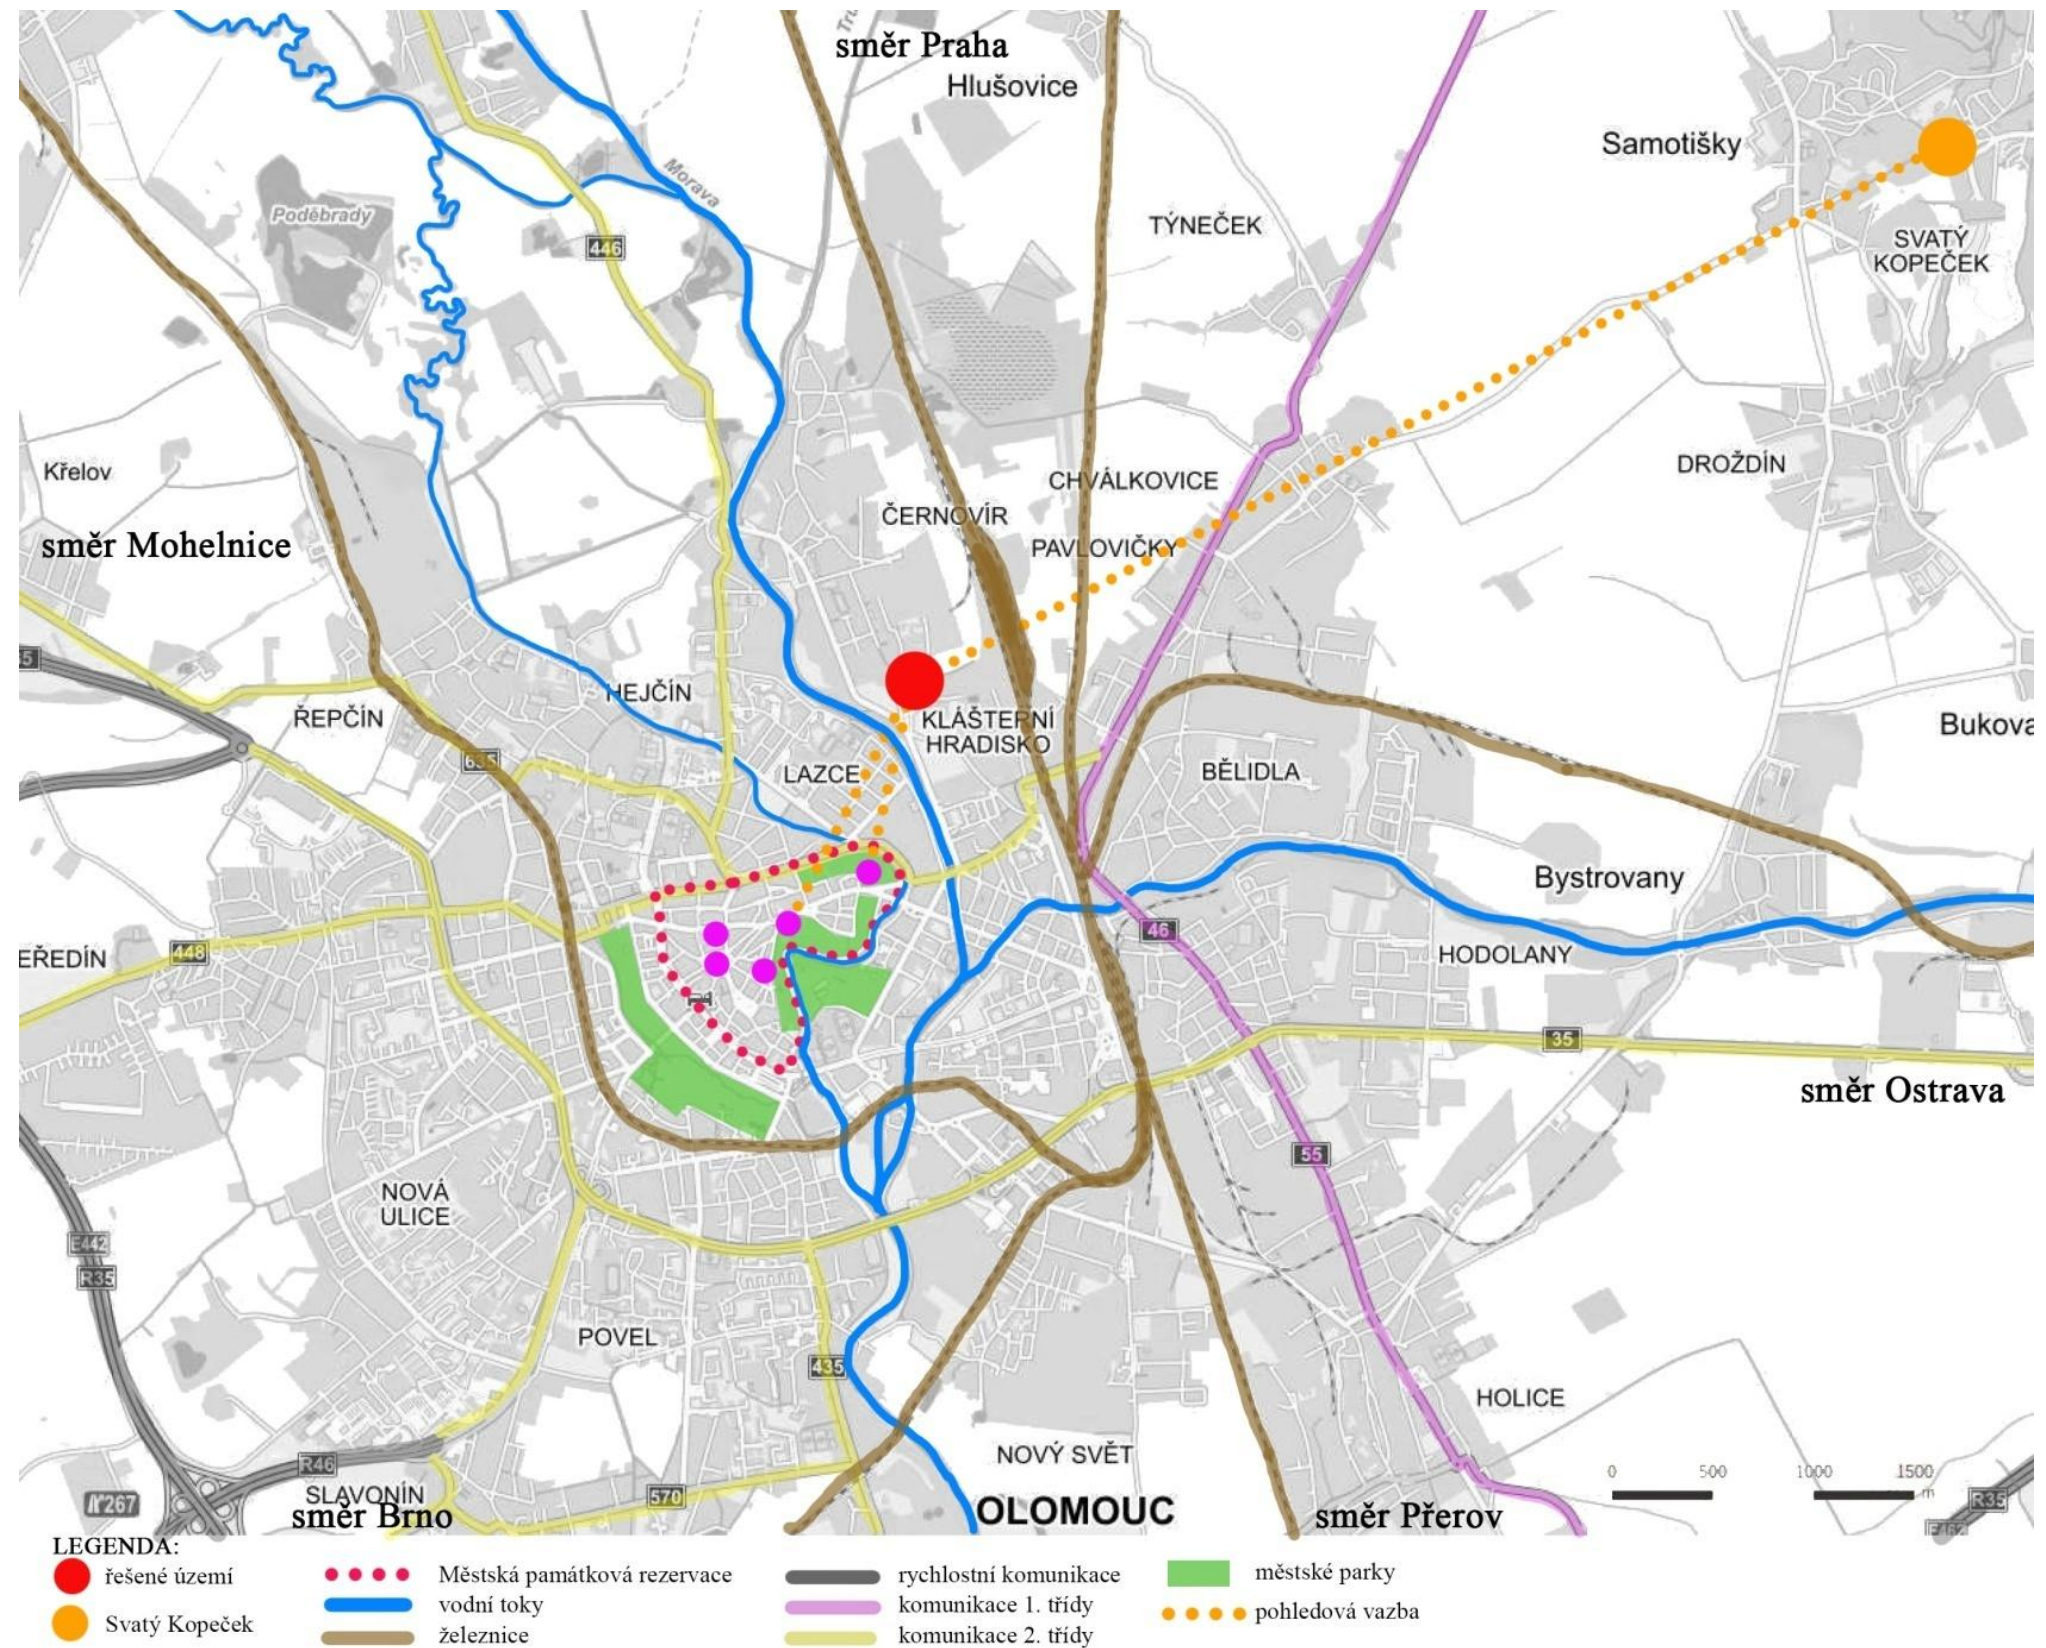 směr Praha
Hlušovice
Samotišky
Morava
Poděbrady
TÝNEČEK
SVATÝ
KOPEČEK
446
Křelov
DROŽDÍN
CHVÁLKOVICE
ČERNOVÍR
směr Mohelnice
PAVLOVIČKY
HEJČÍN
ŘEPČÍN
KLÁŠTERNÍ
HRADISKO
Bukova
635
LAZCE
BĚLIDLA
Bystrovany
46
448
EŘEDÍN
HODOLANY
35
směr Ostrava
55
NOVÁ
ULICE
E442
R35
POVEL
435
HOLICE
NOVÝ SVĚT
R46
0 500 1000 1500
m
SLAVONÍN
570
267
R35
OLOMOUC
směr Brno
směr Přerov
E462
LEGENDA:
řešené území
Svatý Kopeček
Městská památková rezervace
vodní toky
železnice
rychlostní komunikace
komunikace 1. třídy
komunikace 2. třídy
městské parky
pohledová vazba